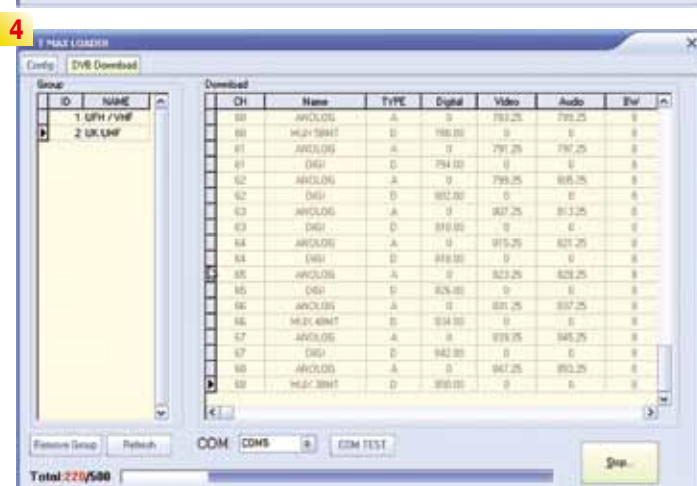 4
T MAX LOADER
Config DVB Download
Group
ID NAME
1 UFH / VHF
2 UK UHF
Download
CH Name TYPE Digital Video Audio BW
60 ANOLOG A 0 783.25 789.25 8
60 D 786.00 0 0 8
61 ANOLOG A 0 791.25 797.25 8
61 DIGI D 794.00 0 0 8
62 ANOLOG A 0 799.25 805.25 8
62 DIGI D 802.00 0 0 8
63 ANOLOG A 0 807.25 813.25 8
63 DIGI D 810.00 0 0 8
64 ANOLOG A 0 815.25 821.25 8
64 DIGI D 818.00 0 0 8
65 ANOLOG A 0 823.25 829.25 8
65 DIGI D 826.00 0 0 8
66 ANOLOG A 0 831.25 837.25 8
66 D 834.00 0 0 8
67 ANOLOG A 0 839.25 845.25 8
67 DIGI D 842.00 0 0 8
68 ANOLOG A 0 847.25 853.25 8
68 D 850.00 0 0 8
Remove Group Refresh COM COM5 COM TEST
Stop...
Total:220/500